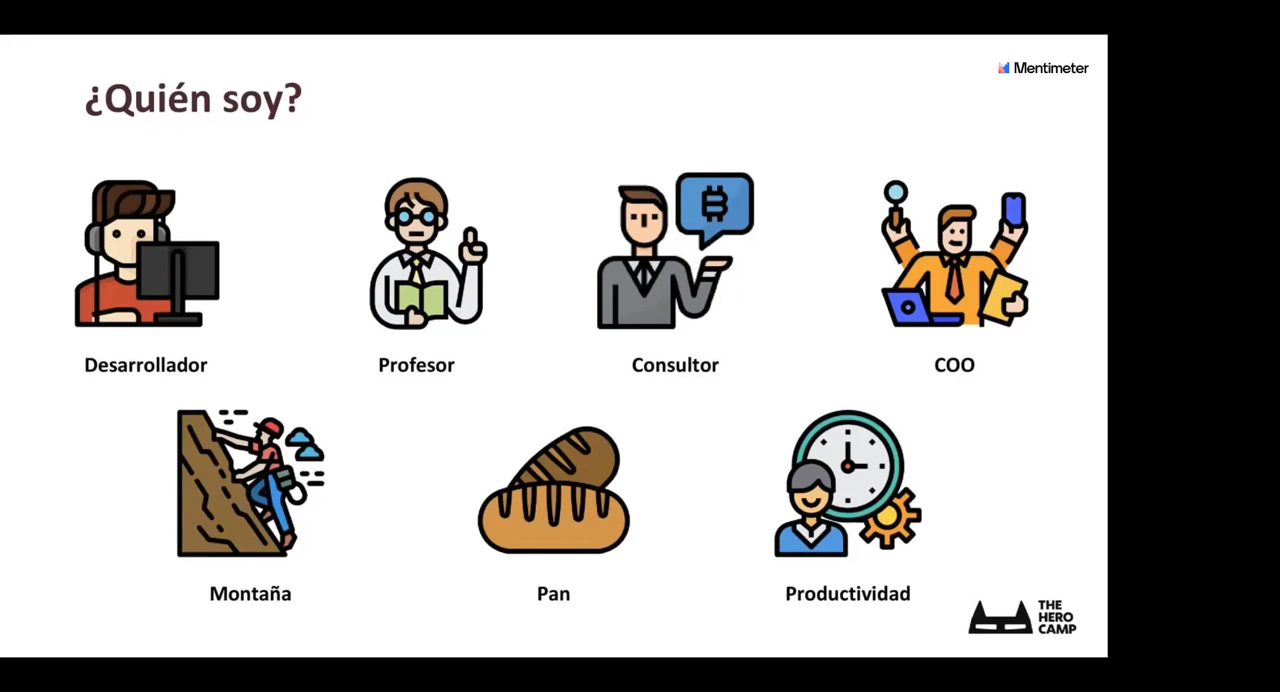 Mentimeter
¿Quién soy?
Desarrollador
Profesor
Consultor
COO
Montaña
Pan
Productividad
THE
HERO
CAMP